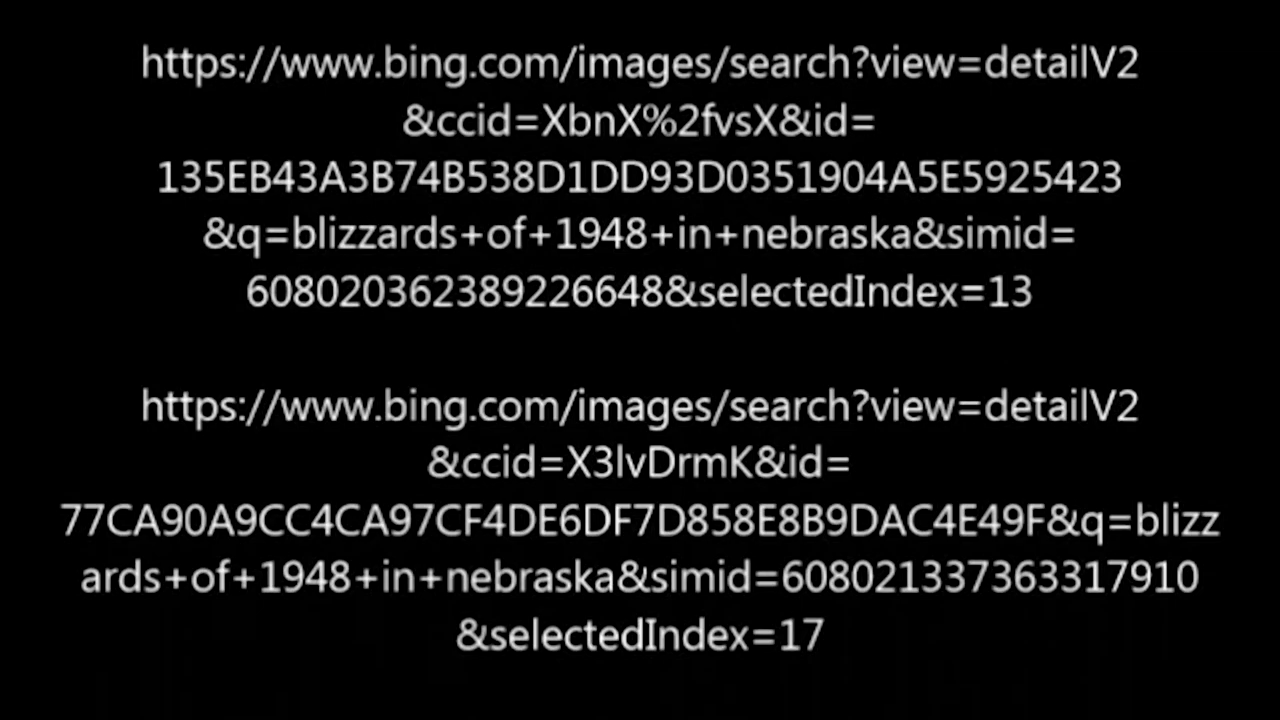 https://www.bing.com/images/search?view=detailV2
&ccid=XbnX%2fvsX&id=
135EB43A3B74B538D1DD93D0351904A5E5925423
&q=blizzards+of+1948+in+nebraska&simid=
608020362389226648&selectedIndex=13
https://www.bing.com/images/search?view=detailV2
&ccid=X3lvDrmK&id=
77CA90A9CC4CA97CF4DE6DF7D858E8B9DAC4E49F&q=blizz
ards+of+1948+in+nebraska&simid=608021337363317910
&selectedIndex=17